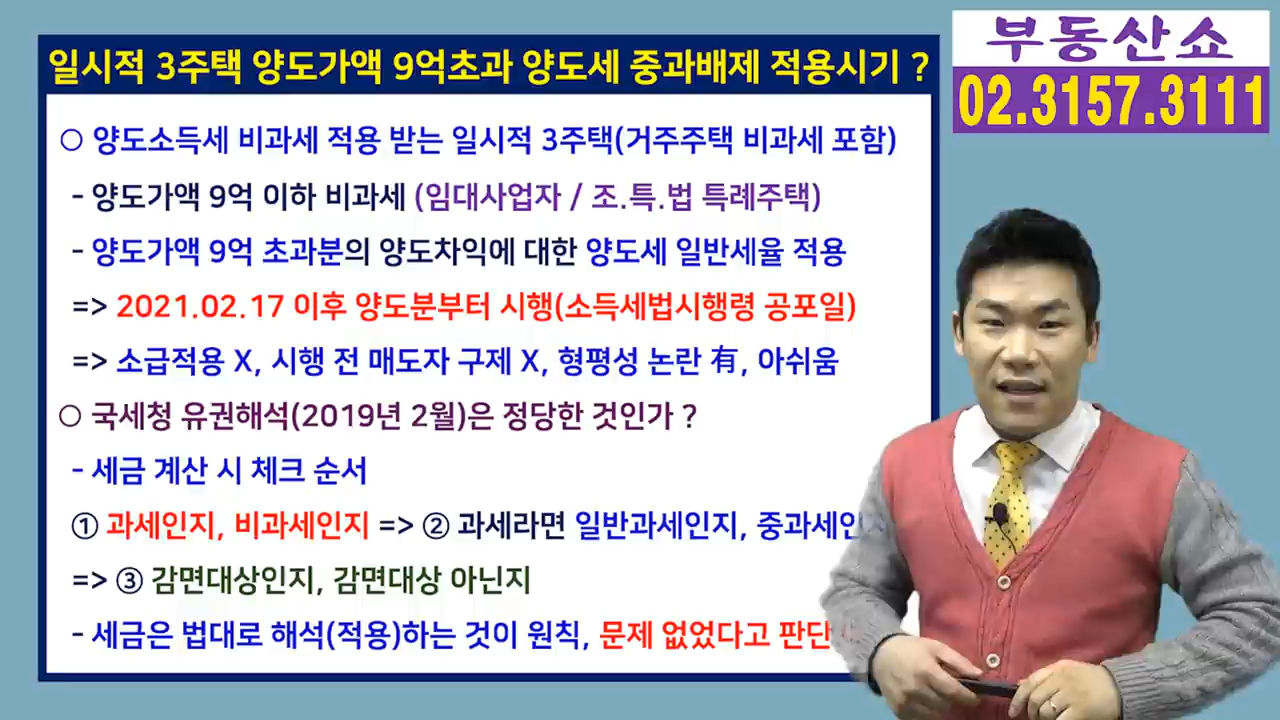 일시적 3주택 양도가액 9억초과 양도세 중과배제 적용시기 ?
부동산쇼
02.3157.3111
○ 양도소득세 비과세 적용 받는 일시적 3주택(거주주택 비과세 포함)
- 양도가액 9억 이하 비과세 (임대사업자 / 조.특.법 특례주택)
- 양도가액 9억 초과분의 양도차익에 대한 양도세 일반세율 적용
=> 2021.02.17 이후 양도분부터 시행(소득세법시행령 공포일)
=> 소급적용 X, 시행 전 매도자 구제 X, 형평성 논란 有, 아쉬움
○ 국세청 유권해석(2019년 2월)은 정당한 것인가 ?
- 세금 계산 시 체크 순서
① 과세인지, 비과세인지 => ② 과세라면 일반과세인지,
=> ③ 감면대상인지, 감면대상 아닌지
- 세금은 법대로 해석(적용)하는 것이 원칙, 문제 없었다고 판단